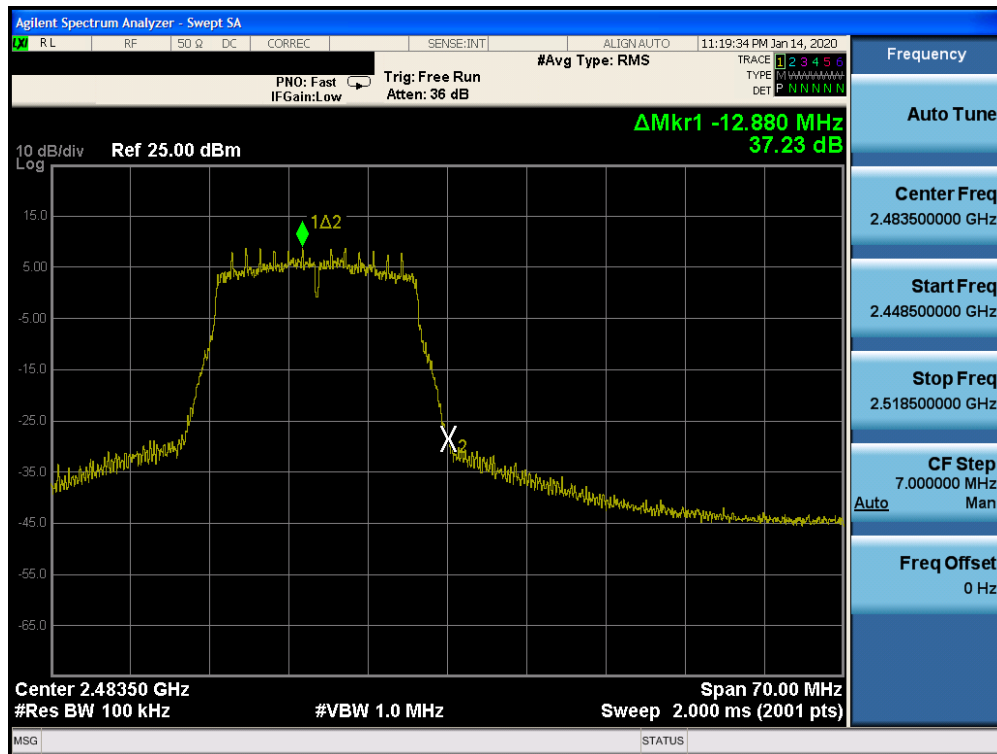 Agilent Spectrum Analyzer - Swept SA
LXI RL RF 50 Ω DC CORREC SENSE:INT ALIGN AUTO 11:19:34 PM Jan 14, 2020
PNO: Fast Trig: Free Run #Avg Type: RMS TRACE 1 2 3 4 5 6
IFGain:Low Atten: 36 dB TYPE M WWWWW
DET P N N N N N
ΔMkr1 -12.880 MHz
37.23 dB
10 dB/div Ref 25.00 dBm
Log
15.0
5.00
-5.00
-15.0
-25.0
-35.0
-45.0
-55.0
-65.0
1Δ2
2
Center 2.48350 GHz Span 70.00 MHz
#Res BW 100 kHz #VBW 1.0 MHz Sweep 2.000 ms (2001 pts)
MSG STATUS
Frequency
Auto Tune
Center Freq
2.483500000 GHz
Start Freq
2.448500000 GHz
Stop Freq
2.518500000 GHz
CF Step
7.000000 MHz
Auto Man
Freq Offset
0 Hz